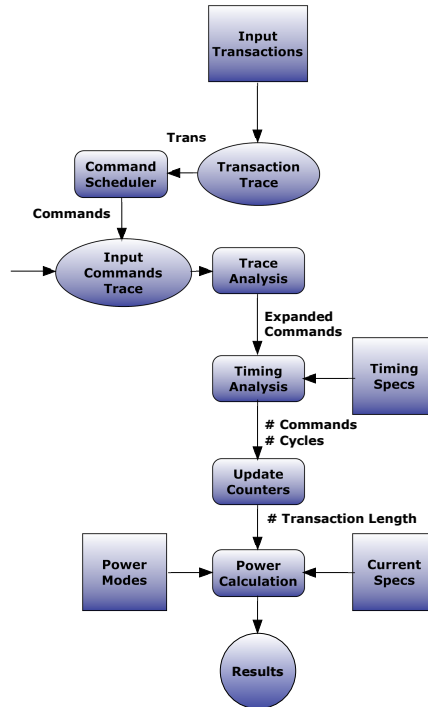 Input
Transactions
Trans
Command
Scheduler
Transaction
Trace
Commands
Input
Commands
Trace
Trace
Analysis
Expanded
Commands
Timing
Analysis
Timing
Specs
# Commands
# Cycles
Update
Counters
# Transaction Length
Power
Modes
Power
Calculation
Current
Specs
Results